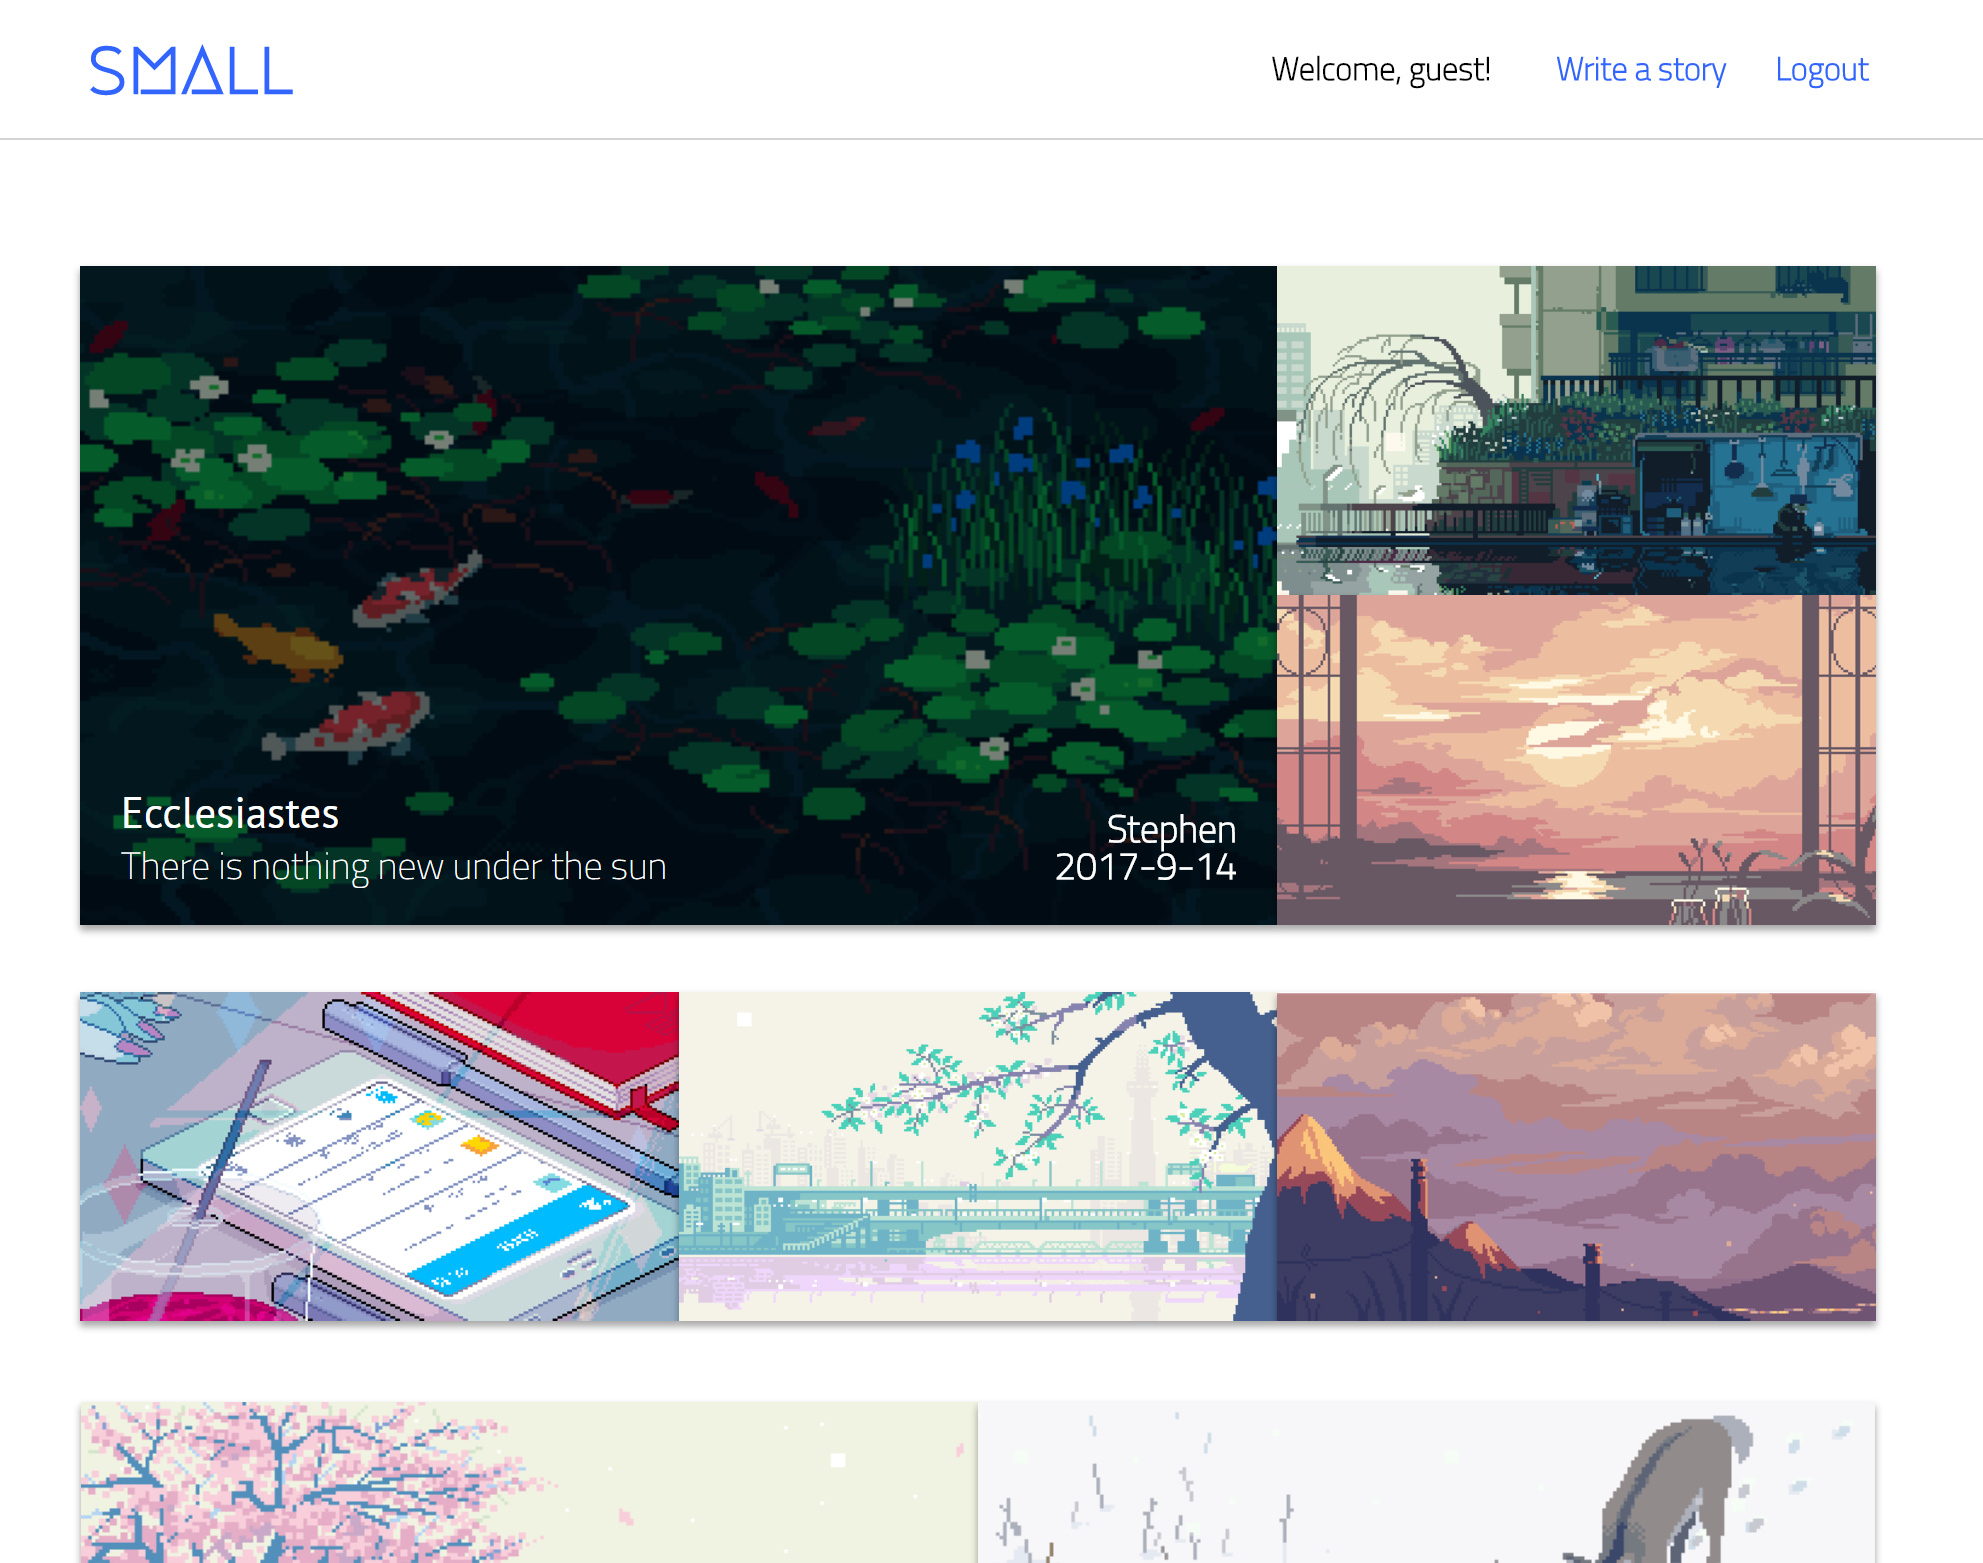 SMALL
Welcome, guest!
Write a story
Logout
Ecclesiastes
There is nothing new under the sun
Stephen
2017-9-14